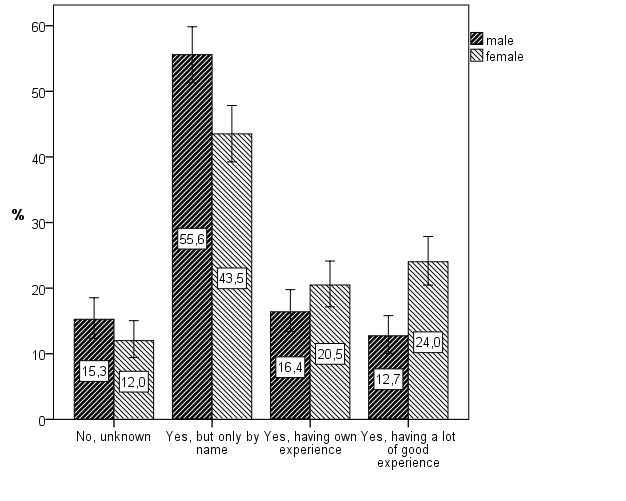 60
male
female
50
40
30
%
55,6
43,5
20
15,3
12,0
16,4
20,5
12,7
24,0
10
0
No, unknown
Yes, but only by
name
Yes, having own
experience
Yes, having a lot
of good
experience